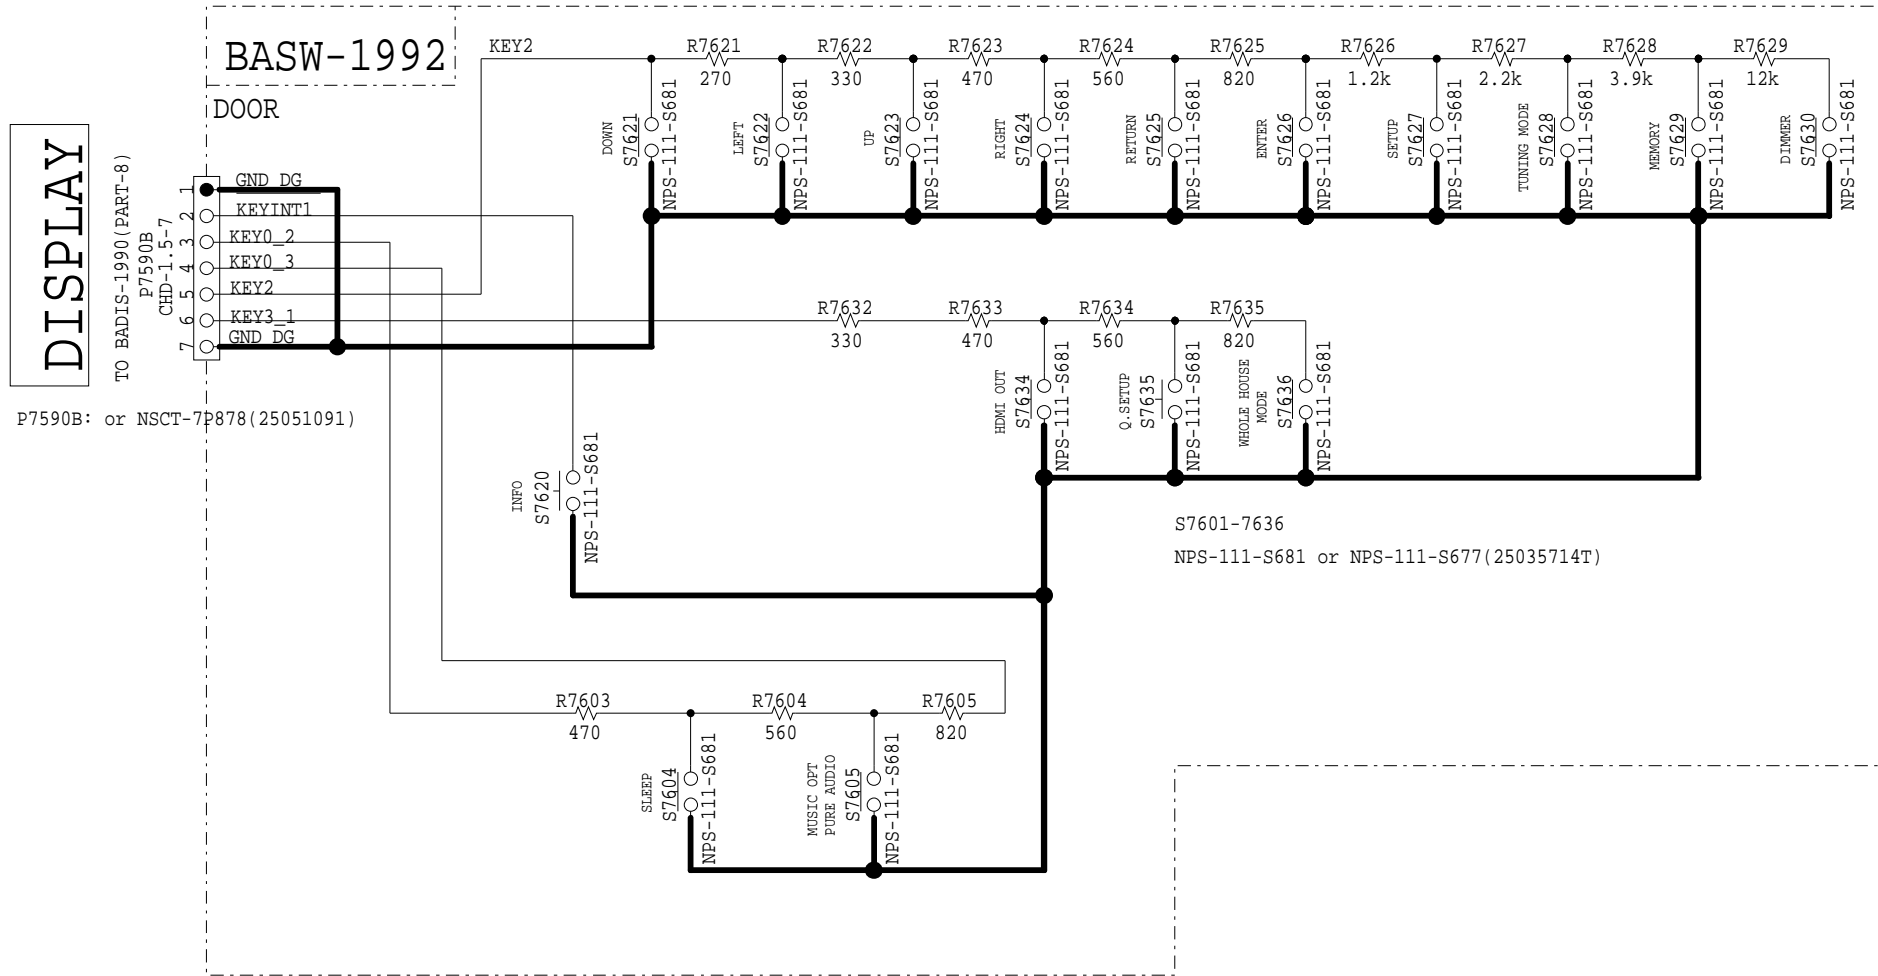 BASW-1992
DOOR
DISPLAY
TO BADIS-1990(PART-8)
P7590B
CHD-1.5-7
1
2
3
4
5
6
7
GND DG
KEYINT1
KEY0_2
KEY0_3
KEY2
KEY3_1
GND DG
P7590B: or NSCT-7P878(25051091)
KEY2
R7621
270
R7622
330
R7623
470
R7624
560
R7625
820
R7626
1.2k
R7627
2.2k
R7628
3.9k
R7629
12k
DOWN
S7621
NPS-111-S681
LEFT
S7622
NPS-111-S681
UP
S7623
NPS-111-S681
RIGHT
S7624
NPS-111-S681
RETURN
S7625
NPS-111-S681
ENTER
S7626
NPS-111-S681
SETUP
S7627
NPS-111-S681
TUNING MODE
S7628
NPS-111-S681
MEMORY
S7629
NPS-111-S681
DIMMER
S7630
NPS-111-S681
R7632
330
R7633
470
R7634
560
R7635
820
HDMI OUT
S7634
NPS-111-S681
Q.SETUP
S7635
NPS-111-S681
WHOLE HOUSE
MODE
S7636
NPS-111-S681
INFO
S7620
NPS-111-S681
S7601-7636
NPS-111-S681 or NPS-111-S677(25035714T)
R7603
470
R7604
560
R7605
820
SLEEP
S7604
NPS-111-S681
MUSIC OPT
PURE AUDIO
S7605
NPS-111-S681